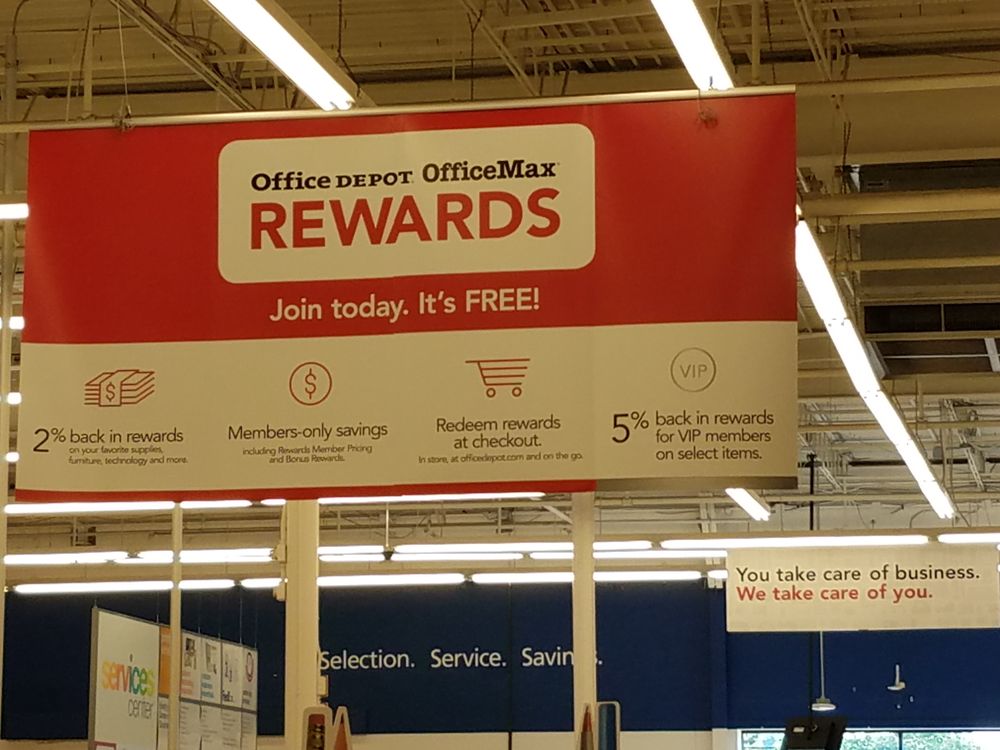 Office DEPOT OfficeMax
REWARDS
Join today. It's FREE!
$
2% back in rewards
on your favorite supplies,
furniture, technology and more.
$
Members-only savings
including Rewards Member Pricing
and Bonus Rewards.
Redeem rewards
at checkout.
In store, at officedepot.com and on the go.
VIP
5% back in rewards
for VIP members
on select items.
You take care of business.
We take care of you.
Selection. Service. Savin
services
center